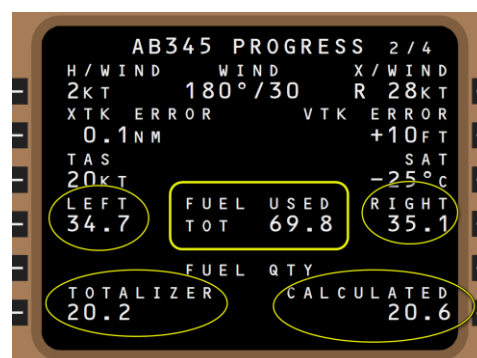 AB345 PROGRESS 2/4
H/WIND WIND X/WIND
2KT 180°/30 R 28KT
XTK ERROR VTK ERROR
0.1NM +10FT
TAS SAT
20KT -25°C
LEFT FUEL USED RIGHT
34.7 TOT 69.8 35.1
FUEL QTY
TOTALIZER CALCULATED
20.2 20.6